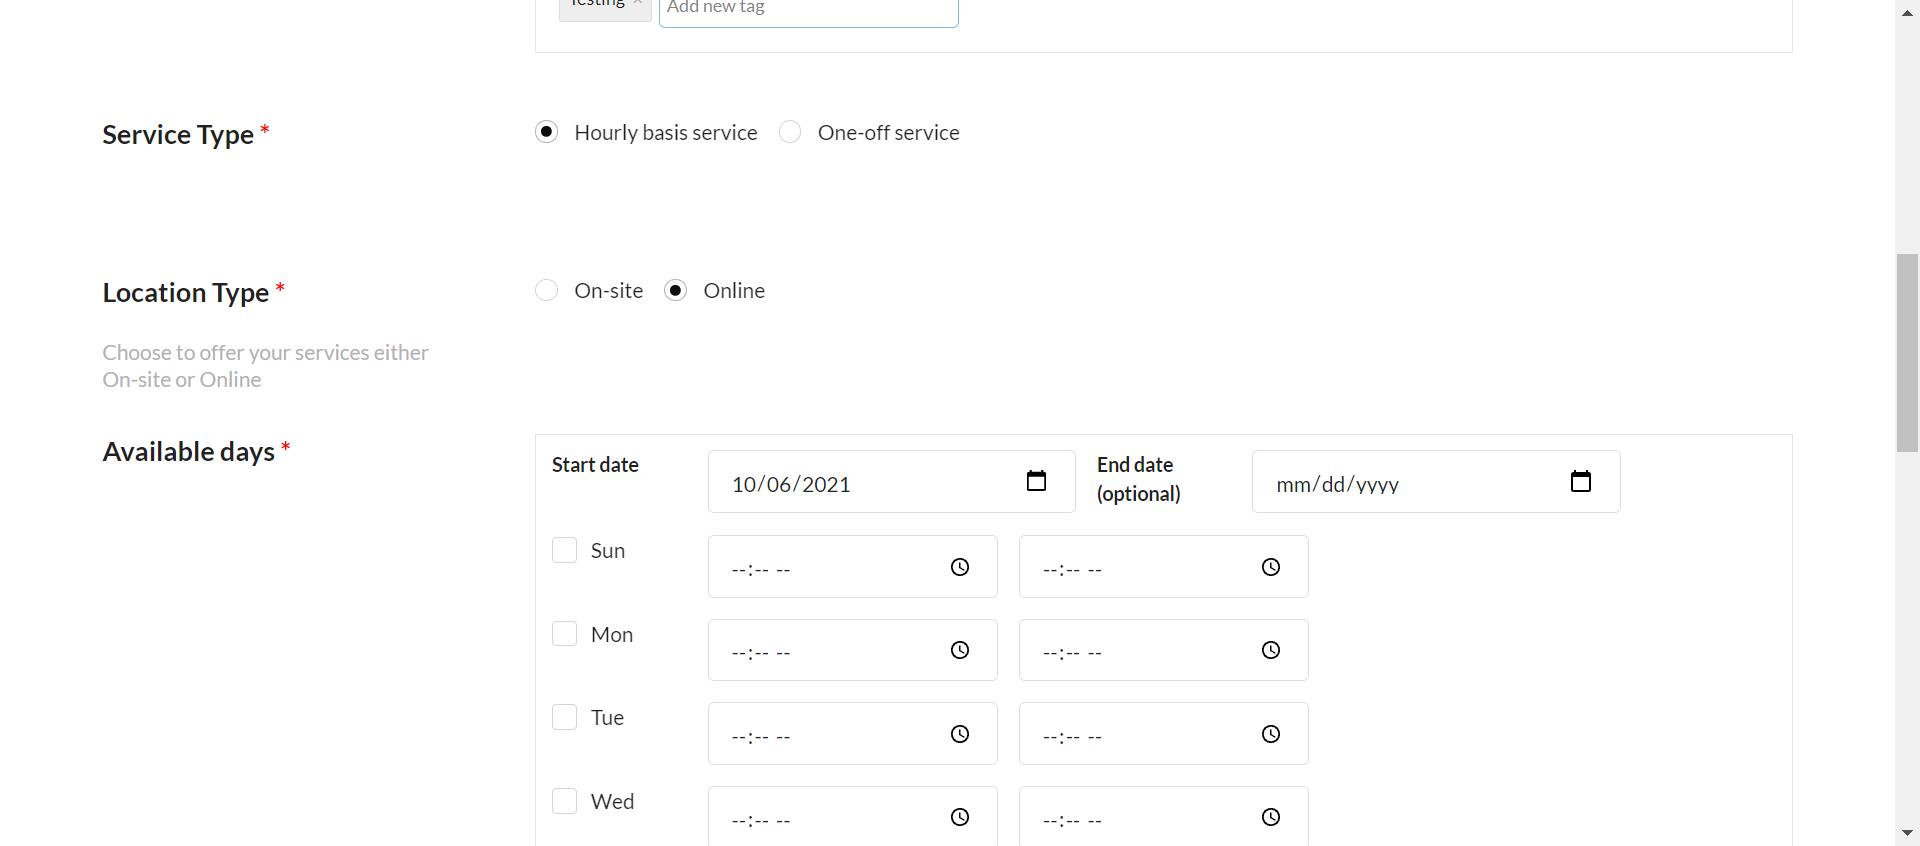 Testing ×
Add new tag
Service Type *
Hourly basis service
One-off service
Location Type *
On-site
Online
Choose to offer your services either
On-site or Online
Available days *
Start date
10/06/2021
End date
(optional)
mm/dd/yyyy
Sun
--:-- --
--:-- --
Mon
--:-- --
--:-- --
Tue
--:-- --
--:-- --
Wed
--:-- --
--:-- --